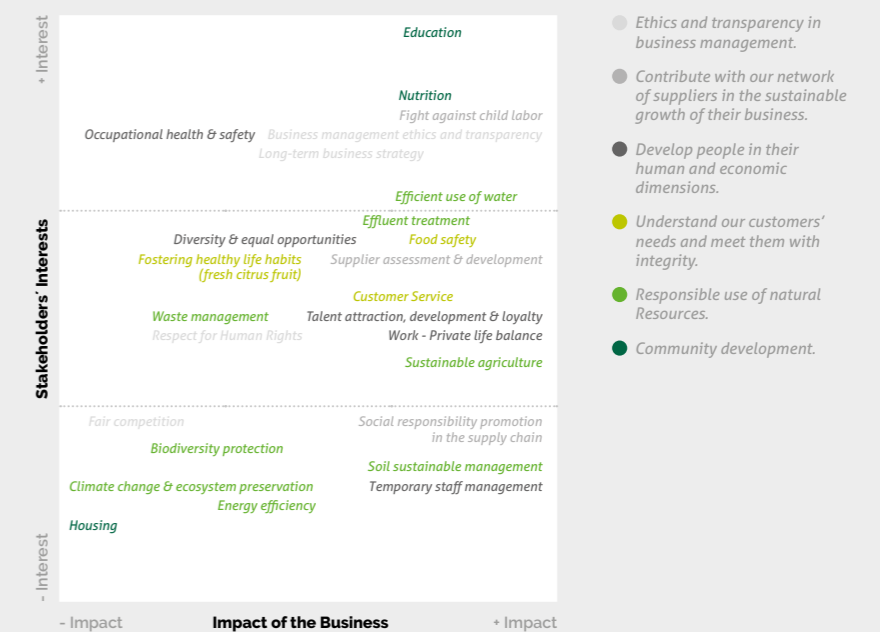 + Interest
Stakeholders' Interests
- Interest
Education
Nutrition
Fight against child labor
Occupational health & safety
Business management ethics and transparency
Long-term business strategy
Efficient use of water
Effluent treatment
Diversity & equal opportunities
Food safety
Fostering healthy life habits
(fresh citrus fruit)
Supplier assessment & development
Customer Service
Waste management
Talent attraction, development & loyalty
Respect for Human Rights
Work - Private life balance
Sustainable agriculture
Fair competition
Social responsibility promotion
in the supply chain
Biodiversity protection
Soil sustainable management
Climate change & ecosystem preservation
Temporary staff management
Energy efficiency
Housing
- Impact
Impact of the Business
+ Impact
Ethics and transparency in
business management.
Contribute with our network
of suppliers in the sustainable
growth of their business.
Develop people in their
human and economic
dimensions.
Understand our customers'
needs and meet them with
integrity.
Responsible use of natural
Resources.
Community development.